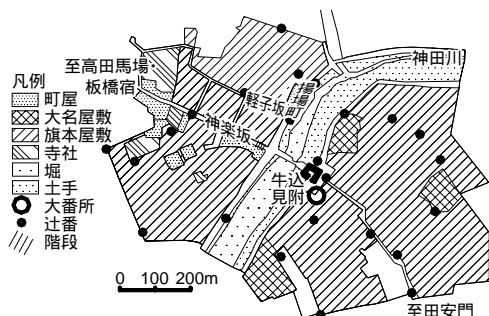 至高田馬場
板橋宿
神田川
揚場町
軽子坂
神楽坂
牛込
見附
至田安門
凡例
町屋
大名屋敷
旗本屋敷
寺社
堀
土手
大番所
辻番
階段
0 100 200m